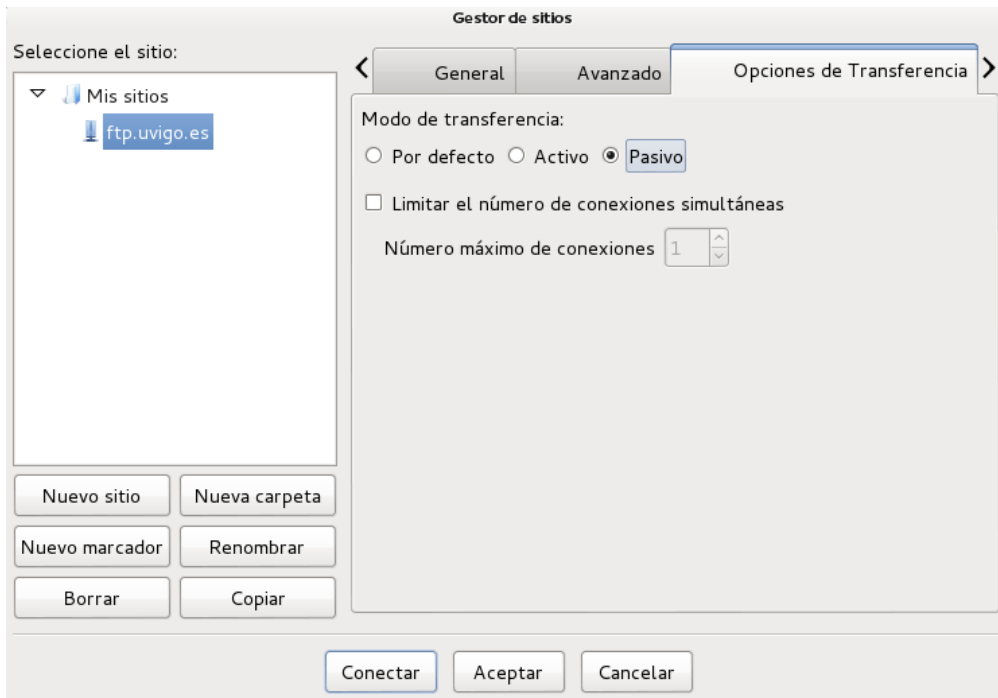 Gestor de sitios
Seleccione el sitio:
Mis sitios
ftp.uvigo.es
Nuevo sitio
Nueva carpeta
Nuevo marcador
Renombrar
Borrar
Copiar
General
Avanzado
Opciones de Transferencia
Modo de transferencia:
Por defecto
Activo
Pasivo
Limitar el número de conexiones simultáneas
Número máximo de conexiones 1
Conectar
Aceptar
Cancelar